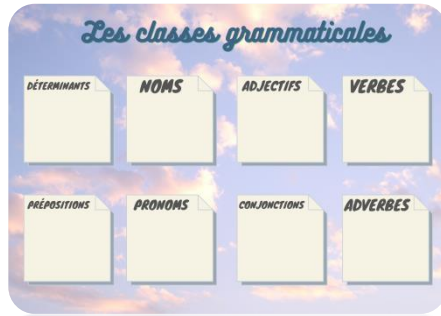 Les classes grammaticales
DÉTERMINANTS NOMS ADJECTIFS VERBES
PRÉPOSITIONS PRONOMS CONJONCTIONS ADVERBES